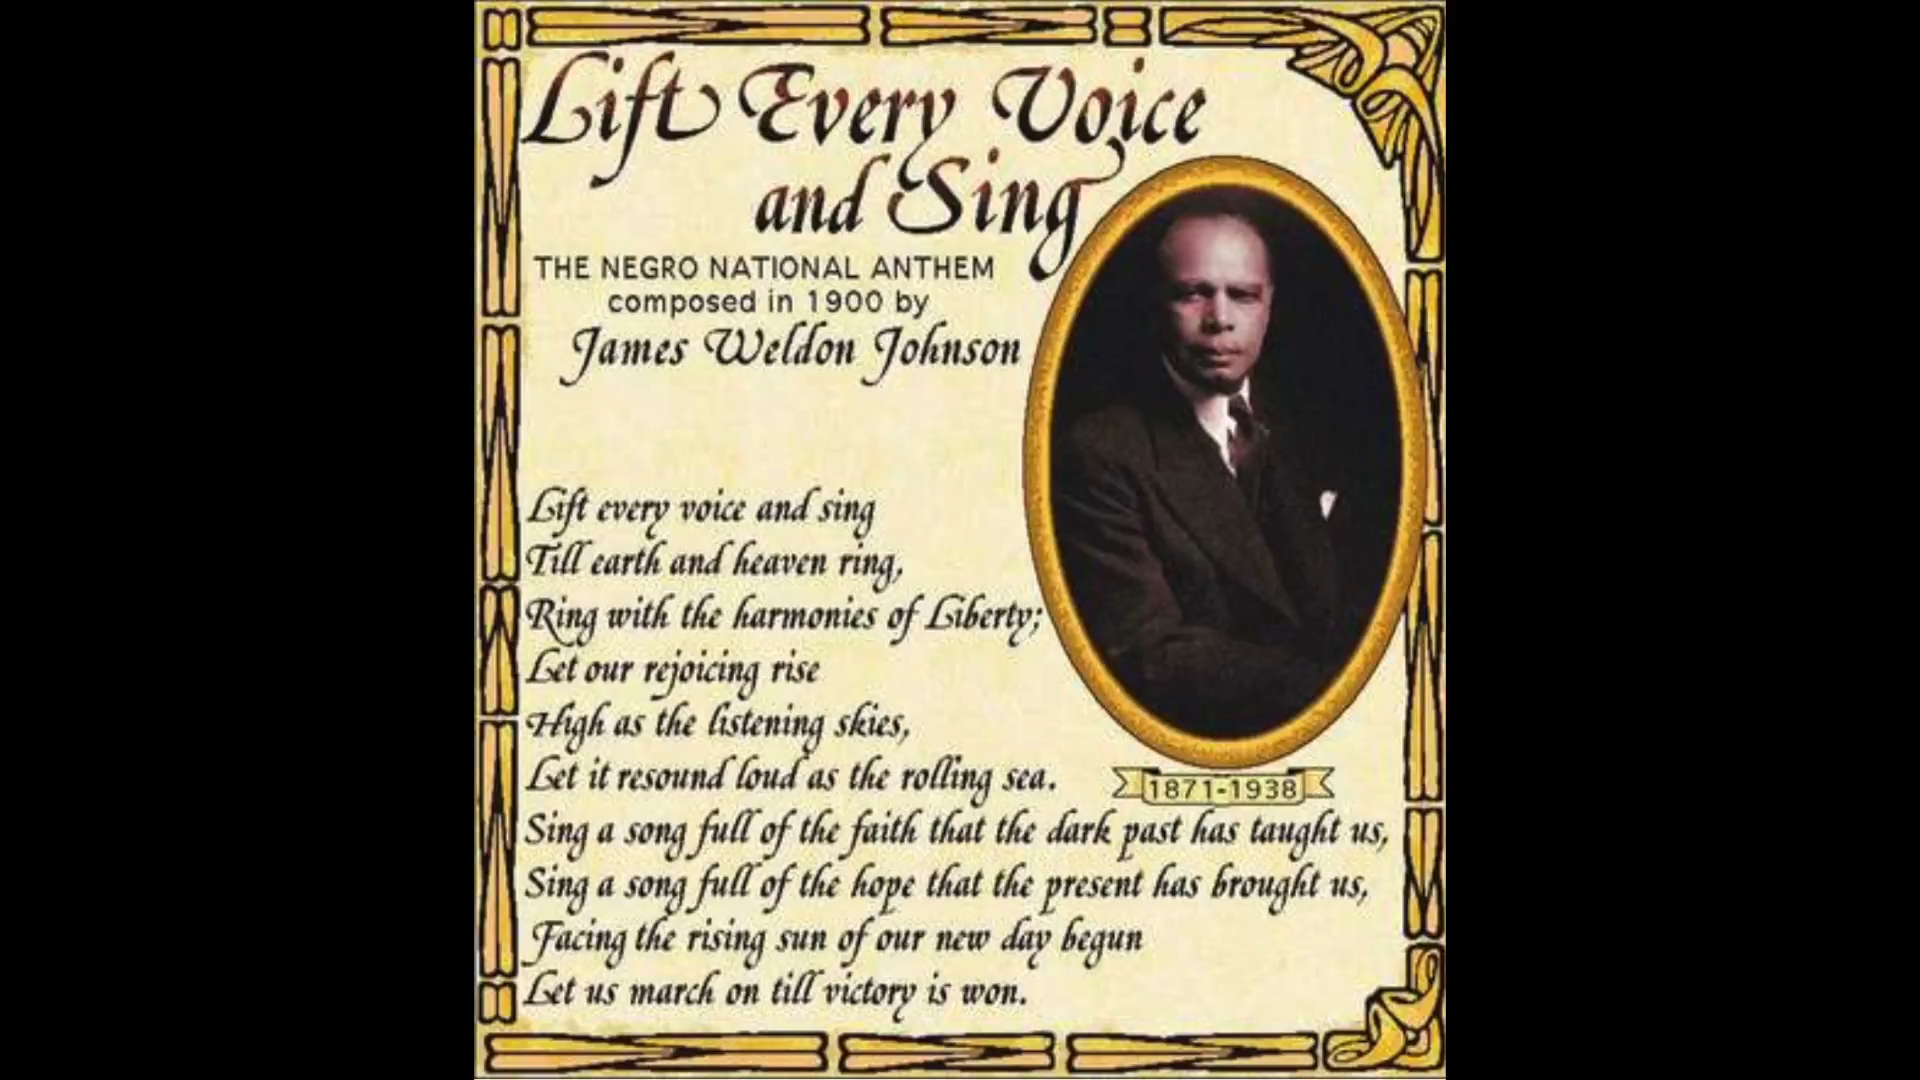 Lift Every Voice
and Sing
THE NEGRO NATIONAL ANTHEM
composed in 1900 by
James Weldon Johnson
Lift every voice and sing
Till earth and heaven ring,
Ring with the harmonies of Liberty;
Let our rejoicing rise
High as the listening skies,
Let it resound loud as the rolling sea.
1871-1938
Sing a song full of the faith that the dark past has taught us,
Sing a song full of the hope that the present has brought us,
Facing the rising sun of our new day begun
Let us march on till victory is won.